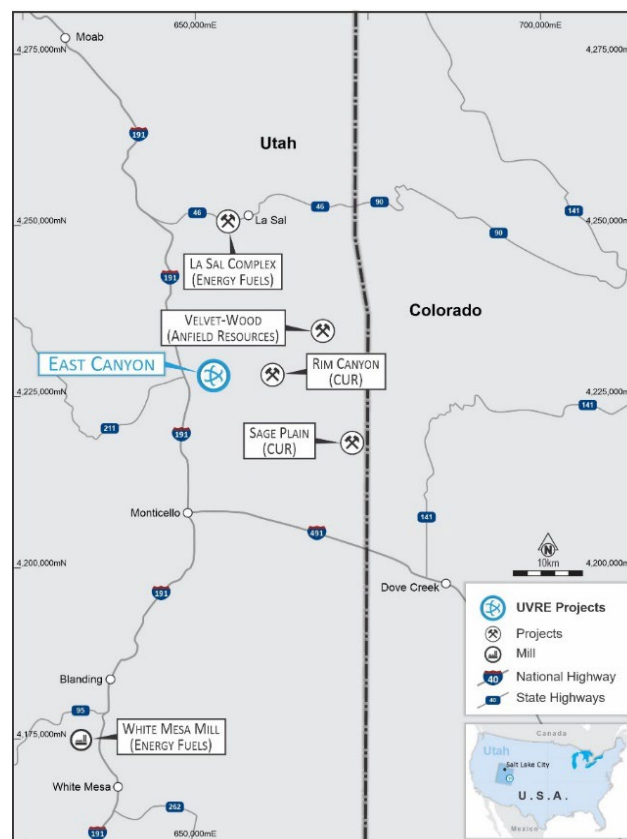 650,000mE
700,000mE
4,275,000mN
4,275,000mN
Moab
191
Utah
46
La Sal
46
90
141
4,250,000mN
4,250,000mN
90
LA SAL COMPLEX
(ENERGY FUELS)
191
Colorado
VELVET-WOOD
(ANFIELD RESOURCES)
EAST CANYON
RIM CANYON
(CUR)
4,225,000mN
4,225,000mN
141
211
191
SAGE PLAIN
(CUR)
Monticello
491
141
N
10km
4,200,000mN
4,200,000mN
Dove Creek
191
UVRE Projects
Projects
Mill
40
National Highway
40
State Highways
Blanding
95
WHITE MESA MILL
(ENERGY FUELS)
4,175,000mN
White Mesa
262
191
650,000mE
Canada
Utah
Salt Lake City
U.S.A.
Mexico